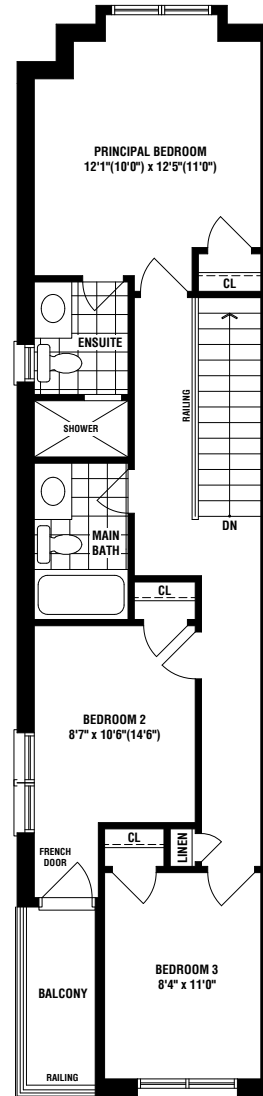 PRINCIPAL BEDROOM
12'1"(10'0") x 12'5"(11'0")
CL
ENSUITE
SHOWER
RAILING
DN
MAIN
BATH
CL
BEDROOM 2
8'7" x 10'6"(14'6")
CL
LINEN
FRENCH
DOOR
BALCONY
BEDROOM 3
8'4" x 11'0"
RAILING